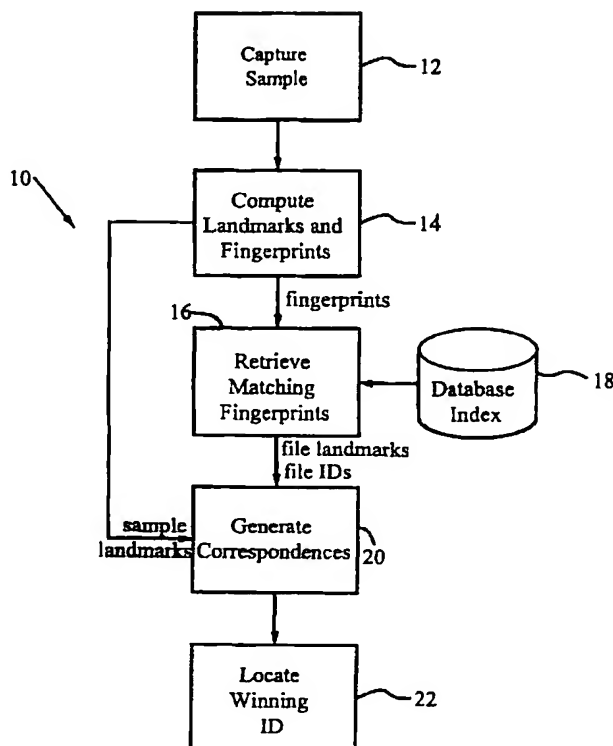 Capture
Sample
12
10
Compute
Landmarks and
Fingerprints
14
fingerprints
16
Retrieve
Matching
Fingerprints
Database
Index
18
file landmarks
file IDs
sample
landmarks
Generate
Correspondences
20
Locate
Winning
ID
22